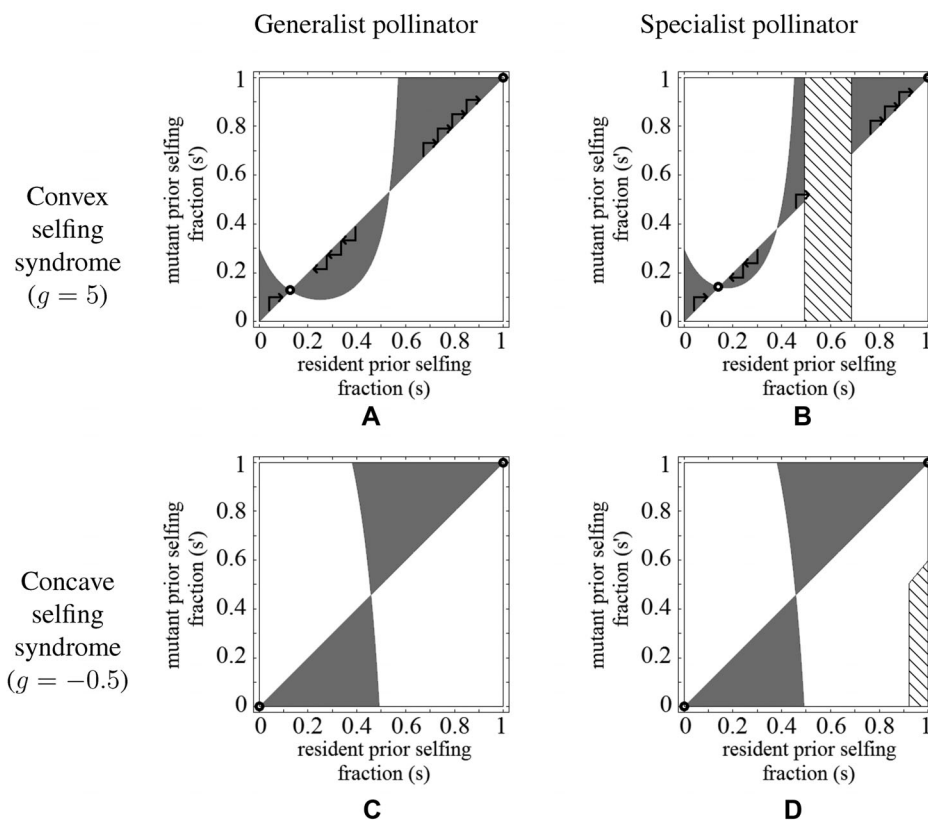 Generalist pollinator
Specialist pollinator
Convex
selfing
syndrome
(g = 5)
mutant prior selfing
fraction (s')
1
0.8
0.6
0.4
0.2
0
0 0.2 0.4 0.6 0.8 1
resident prior selfing
fraction (s)
A
mutant prior selfing
fraction (s')
1
0.8
0.6
0.4
0.2
0
0 0.2 0.4 0.6 0.8 1
resident prior selfing
fraction (s)
B
Concave
selfing
syndrome
(g = −0.5)
mutant prior selfing
fraction (s')
1
0.8
0.6
0.4
0.2
0
0 0.2 0.4 0.6 0.8 1
resident prior selfing
fraction (s)
C
mutant prior selfing
fraction (s')
1
0.8
0.6
0.4
0.2
0
0 0.2 0.4 0.6 0.8 1
resident prior selfing
fraction (s)
D